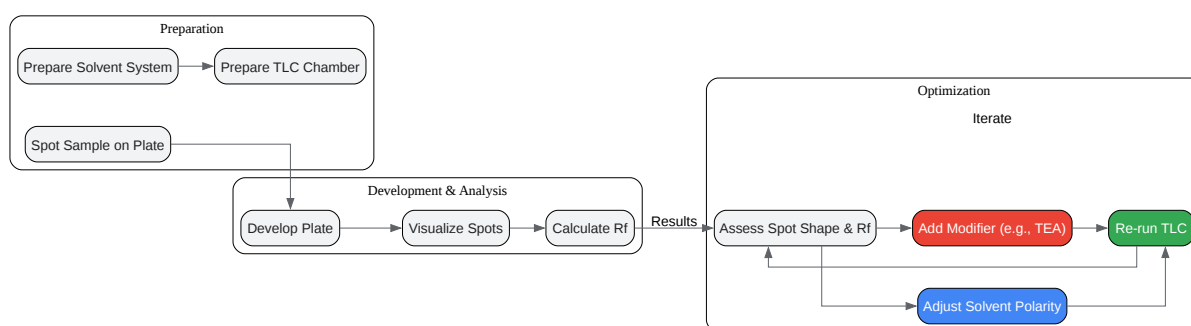 Preparation
Prepare Solvent System
Prepare TLC Chamber
Spot Sample on Plate
Development & Analysis
Develop Plate
Visualize Spots
Calculate Rf
Results
Optimization
Iterate
Assess Spot Shape & Rf
Add Modifier (e.g., TEA)
Re-run TLC
Adjust Solvent Polarity